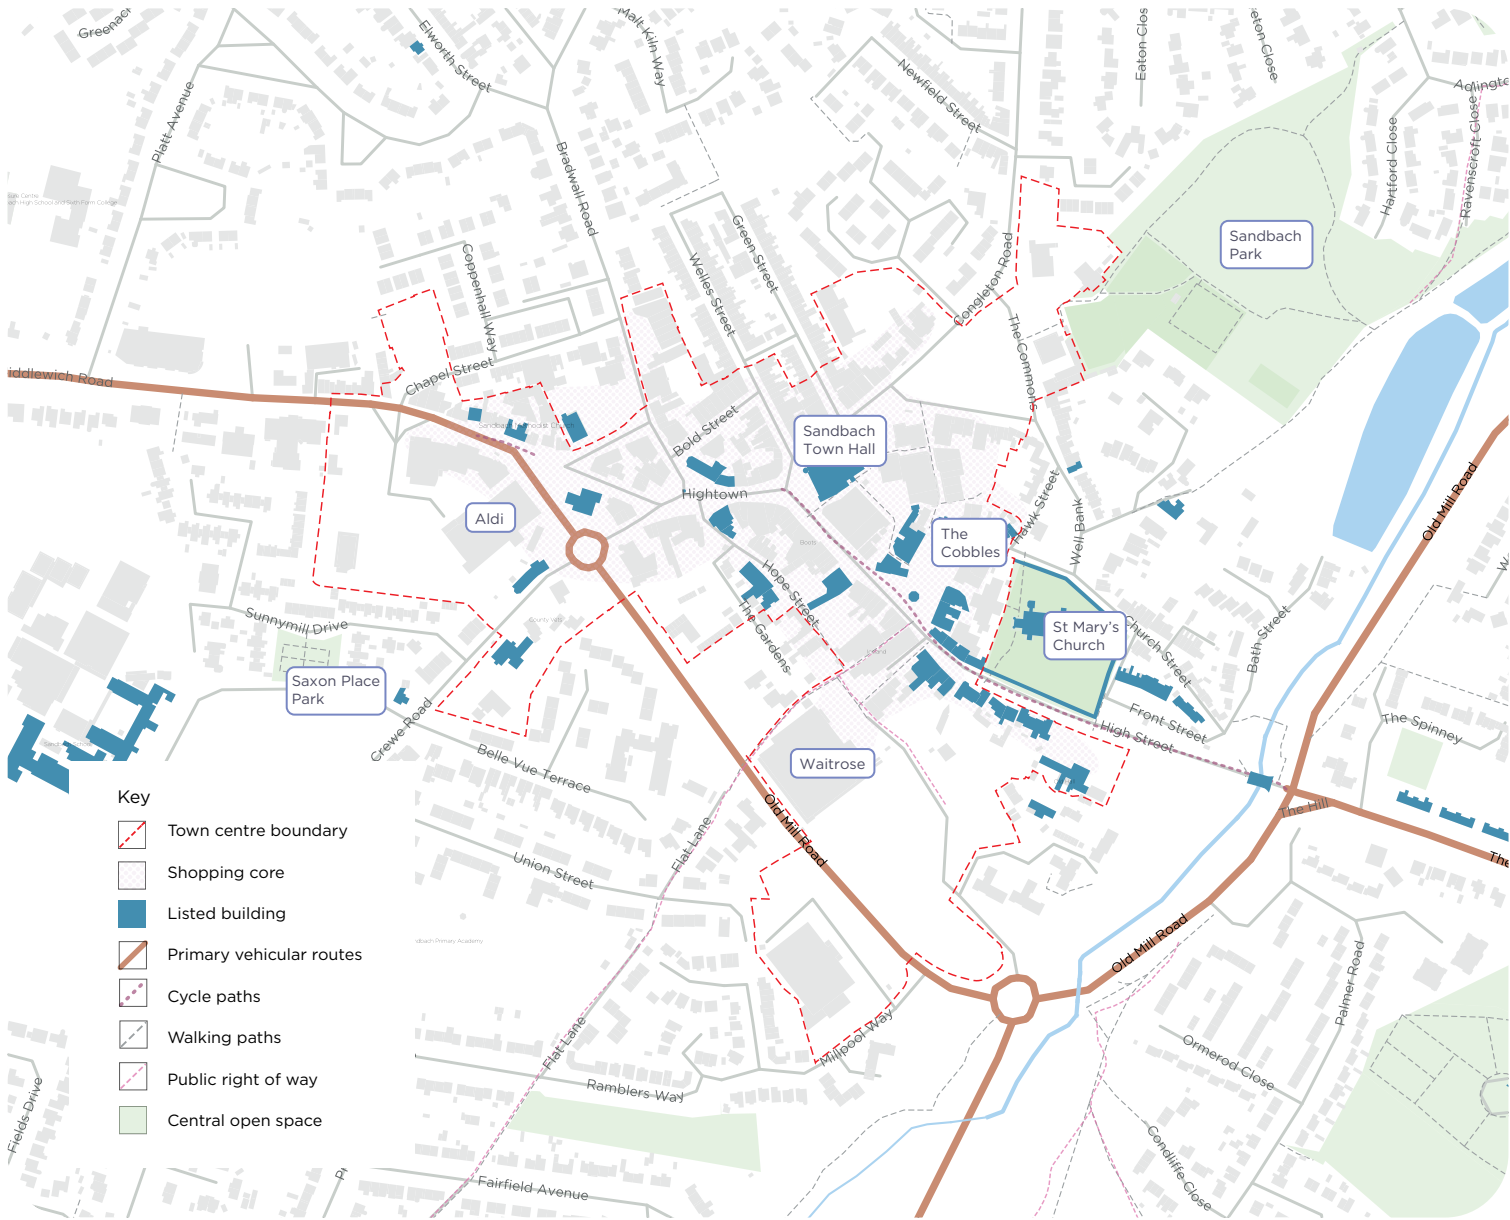 Elworth Street
Malt Kiln Way
Eaton Clos
eton Close
Newfield Street
Platt Avenue
Bradwall Road
Hartford Close
Ravenscroft Close
Sandbach
Park
Green Street
Welles Street
Coppenhall Way
Congleton Road
The Commons
iddlewich Road
Chapel Street
Bold Street
Sandbach
Town Hall
Hightown
Aldi
The
Cobbles
Hawk Street
Well Bank
Old Mill Road
Boots
Hope Street
The Gardens
Sunnymill Drive
St Mary's
Church
Church Street
Bath Street
Saxon Place
Park
Crewe Road
Front Street
High Street
The Spinney
Belle Vue Terrace
Waitrose
Old Mill Road
The Hill
The
Flat Lane
Union Street
Key
Town centre boundary
Shopping core
Listed building
Primary vehicular routes
Cycle paths
Walking paths
Public right of way
Central open space
Old Mill Road
Palmer Road
Flat Lane
Millpool Way
Ormerod Close
Ramblers Way
Fields Drive
Condliffe Close
Fairfield Avenue